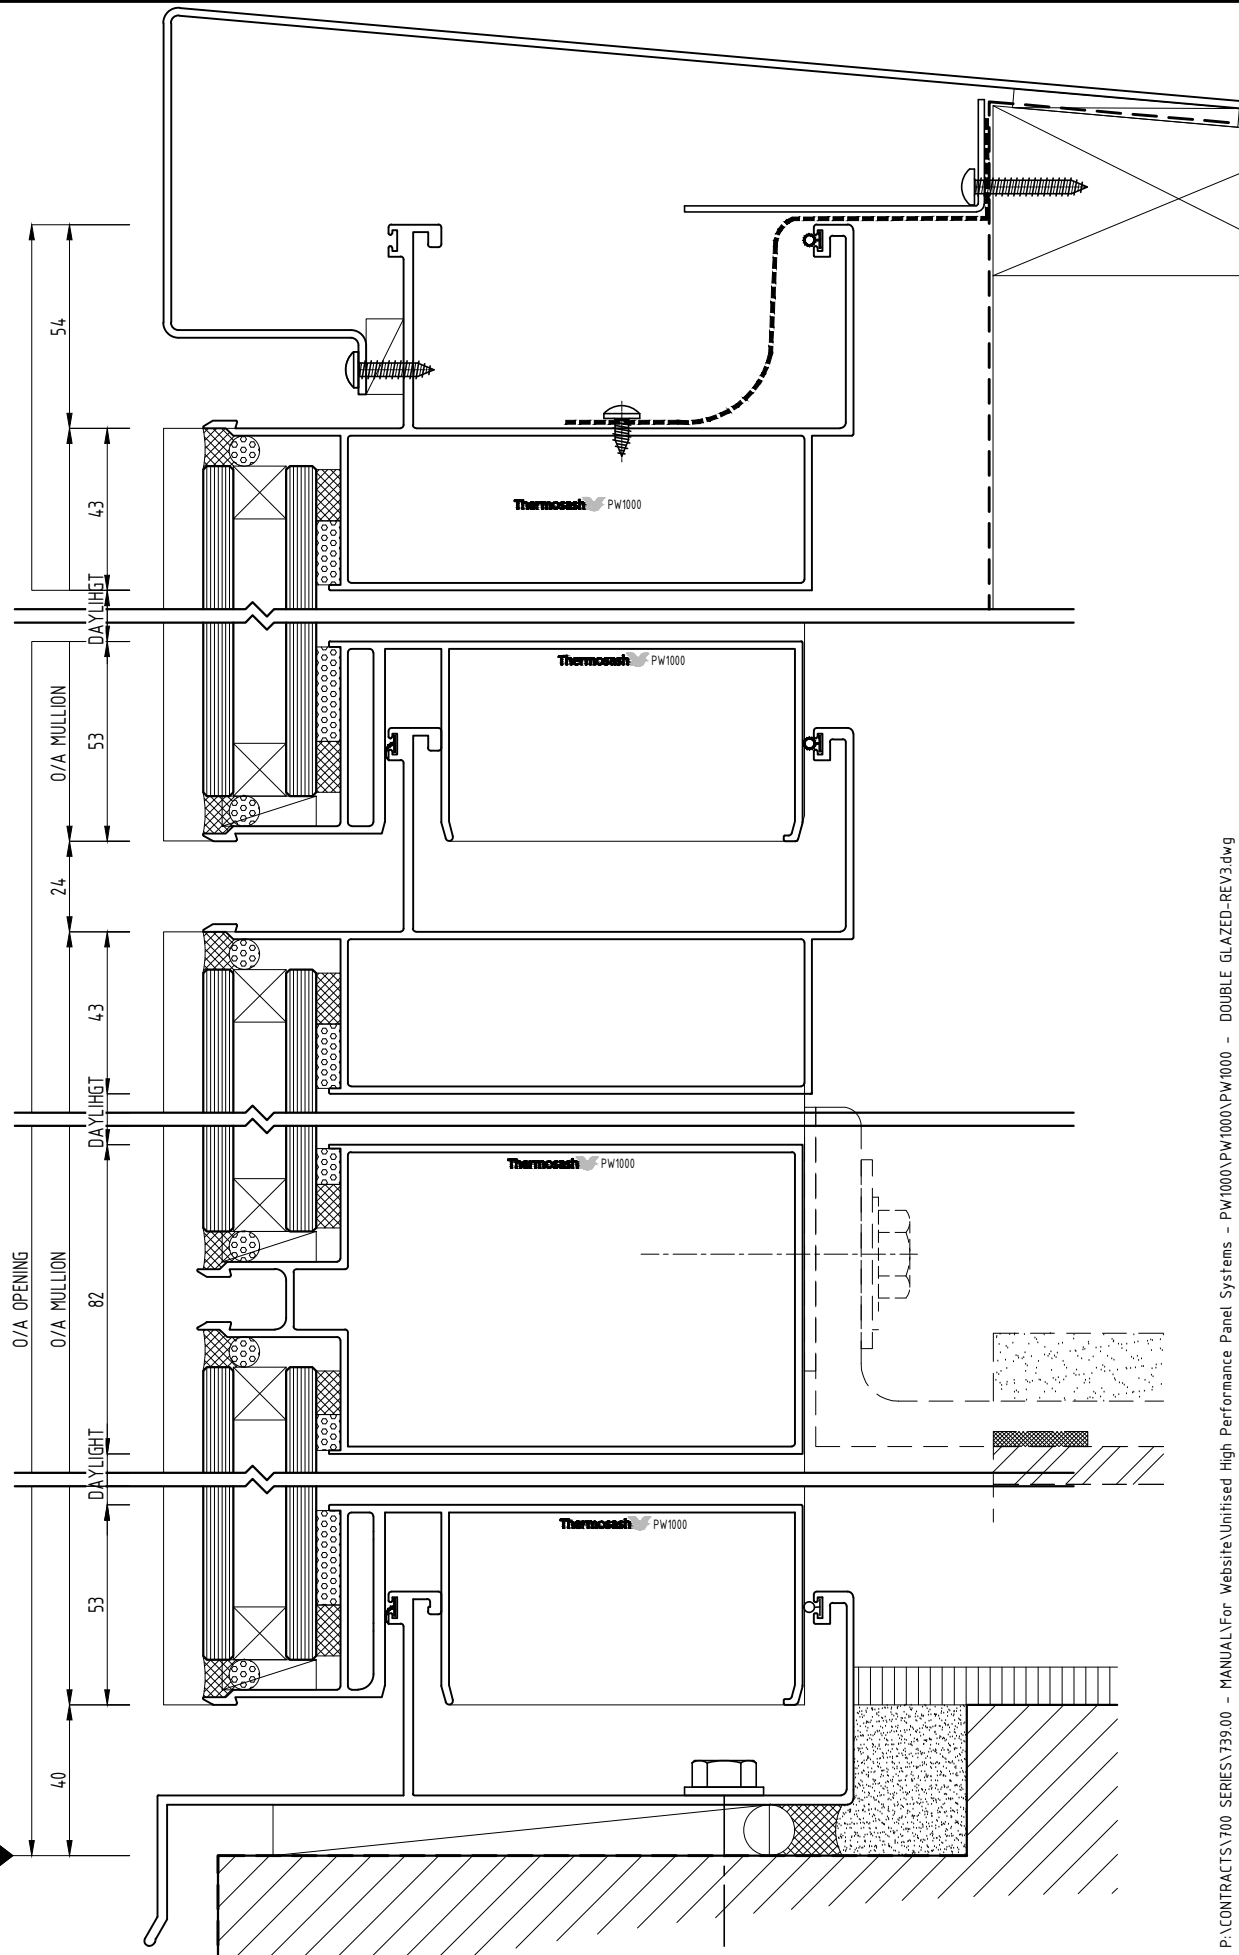 54
43
Thermosash PW1000
DAYLIHGT
Thermosash PW1000
O/A MULLION
53
24
43
DAYLIHGT
Thermosash PW1000
O/A OPENING
O/A MULLION
82
DAYLIGHT
Thermosash PW1000
53
40
P:\CONTRACTS\700 SERIES\739.00 - MANUAL\For Website\Unitised High Performance Panel Systems - PW1000\PW1000\PW1000 - DOUBLE GLAZED-REV3.dwg